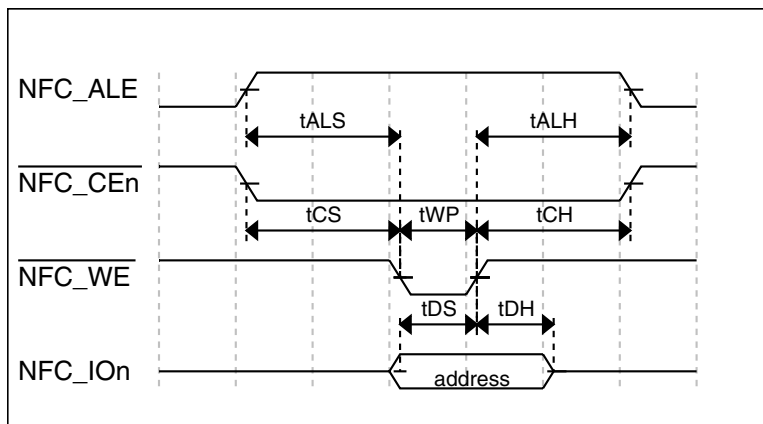 NFC_ALE
tALS tALH
NFC_CEn
tCS tWP tCH
NFC_WE
tDS tDH
NFC_IOn
address